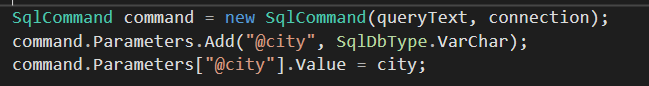 SqlCommand command = new SqlCommand(queryText, connection);
command.Parameters.Add("@city", SqlDbType.VarChar);
command.Parameters["@city"].Value = city;